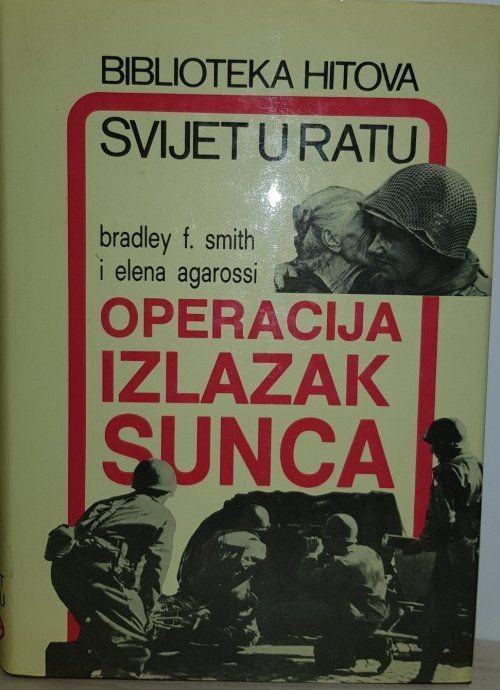 BIBLIOTEKA HITOVA
SVIJET U RATU
bradley f. smith
i elena agarossi
OPERACIJA
IZLAZAK
SUNCA